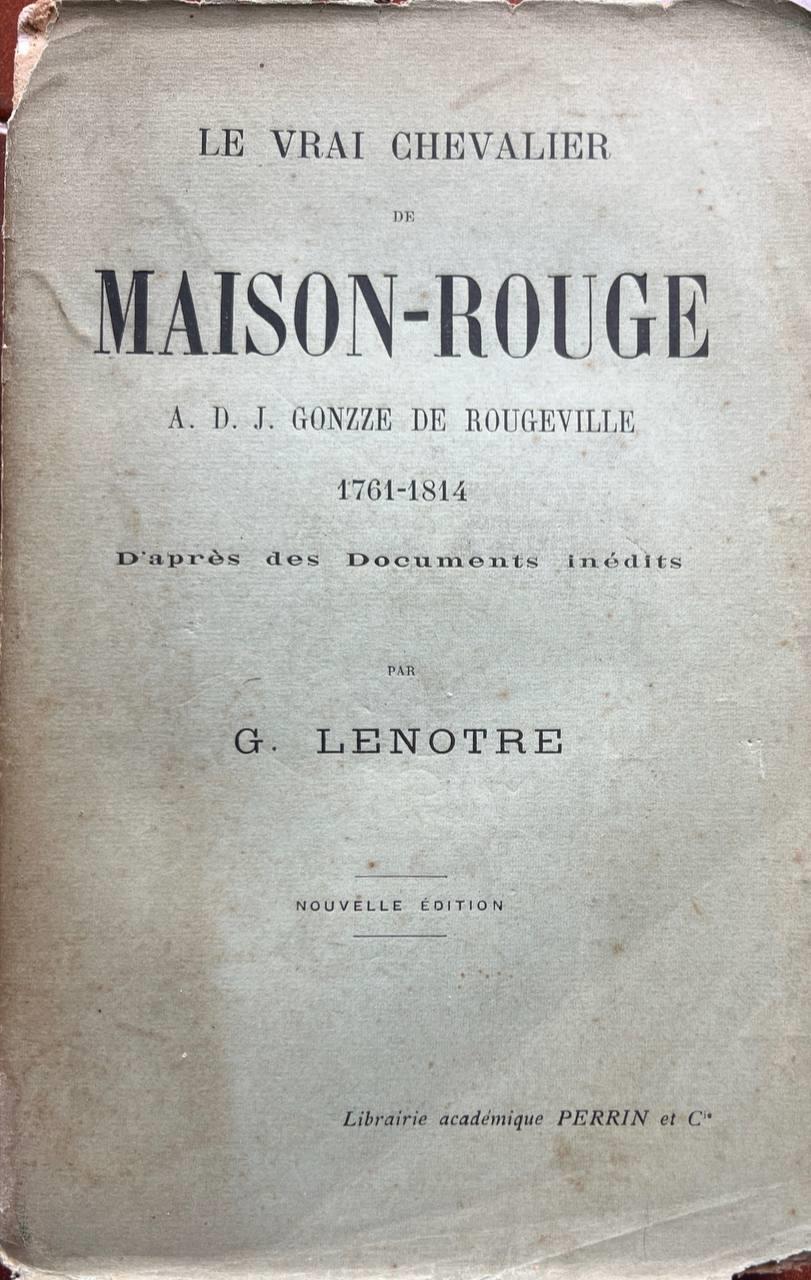 LE VRAI CHEVALIER
DE
MAISON-ROUGE
A. D. J. GONZZE DE ROUGEVILLE
1761-1814
D'après des Documents inédits
PAR
G. LENOTRE
NOUVELLE ÉDITION
Librairie académique PERRIN et Cie